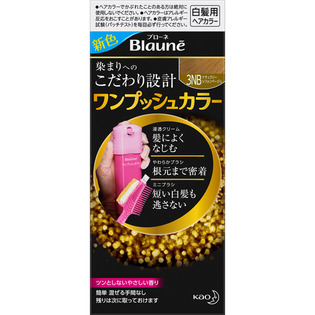 ●ヘアカラーでかぶれたことのある方は絶対に
使用しないでください。●ヘアカラーはアレルギー
反応をおこすことがあります。●皮膚アレルギー
試験(パッチテスト)を毎回必ず行ってください。
白髪用
ヘアカラー
新色
ブローネ
Blauné
染まりへの
こだわり設計
3NB
ワンプッシュカラー
浸透クリーム
髪によく
なじむ
やわらかブラシ
根元まで密着
ミニブラシ
短い白髪も
逃さない
Blauné
ツンとしないやさしい香り
簡単 混ぜる手間なし
残りは次に取っておけます
Kao